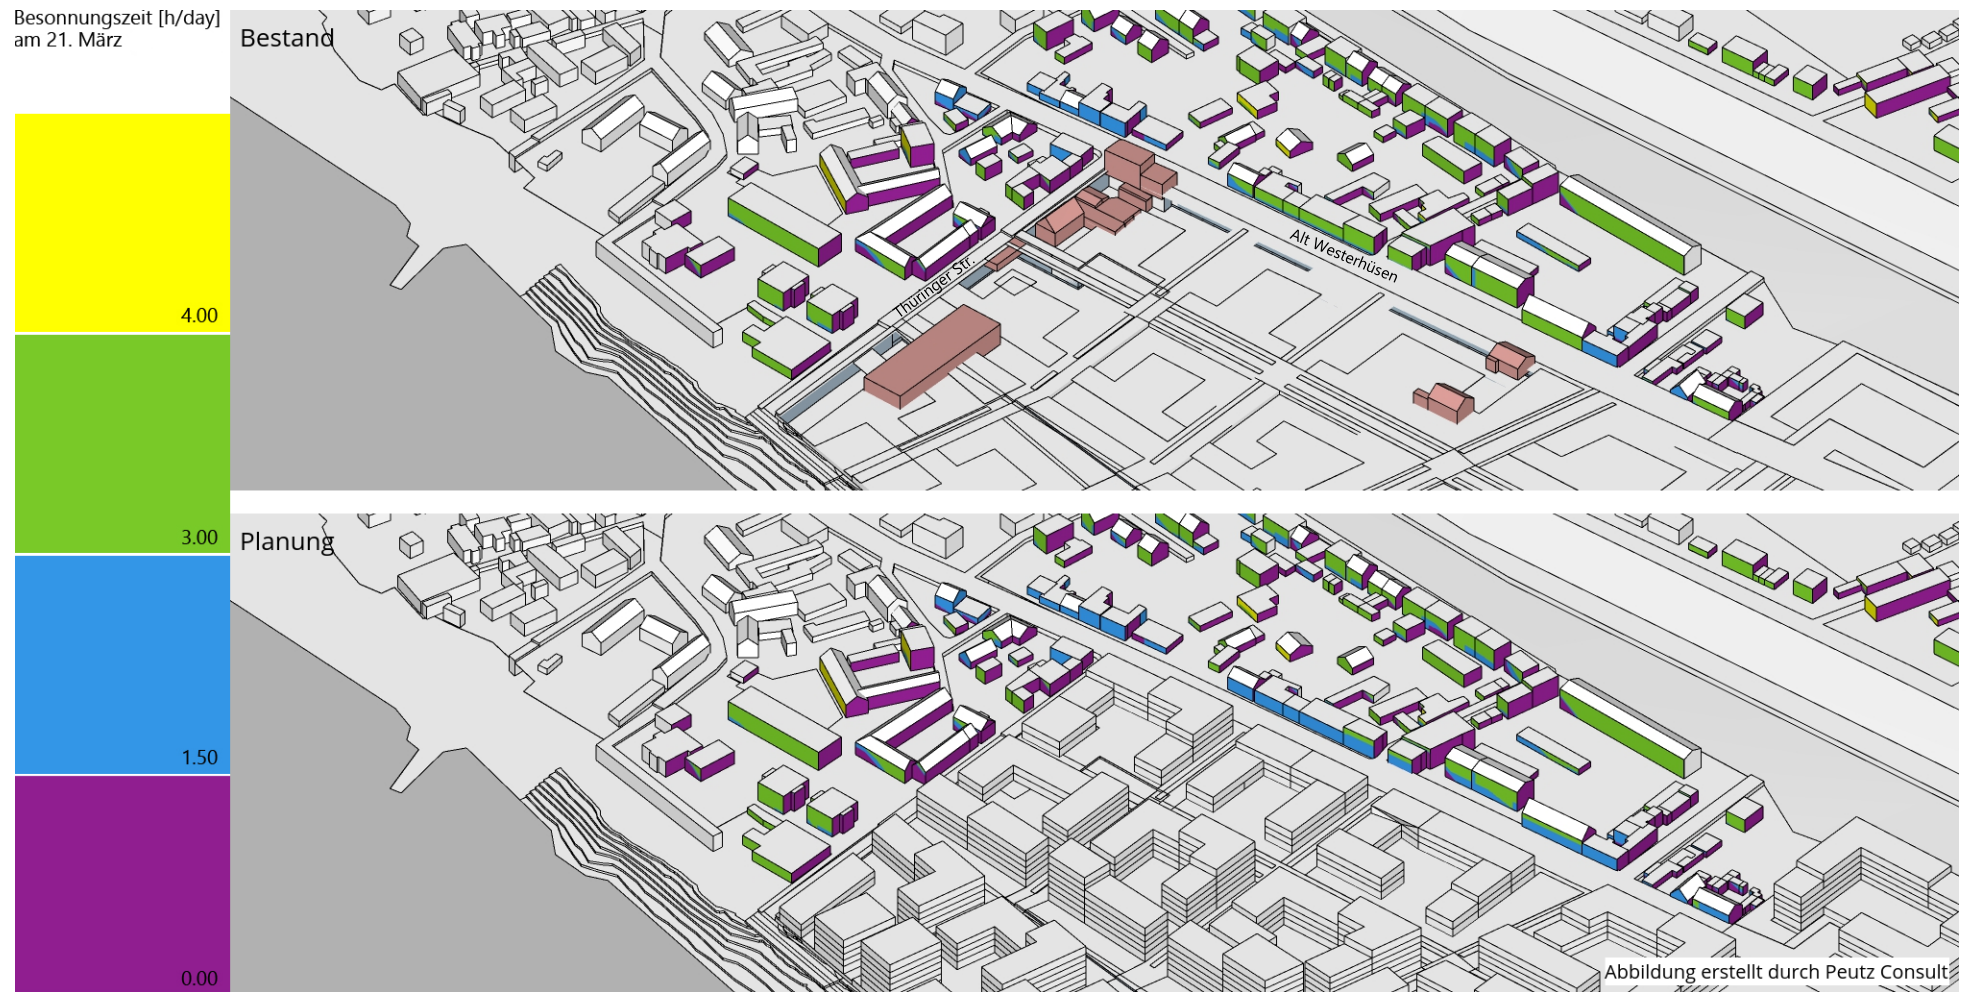 Besonnungszeit [h/day]
am 21. März
Bestand
4.00
3.00
1.50
0.00
Thüringer Str.
Alt Westerhüsen
Planung
Abbildung erstellt durch Peutz Consult